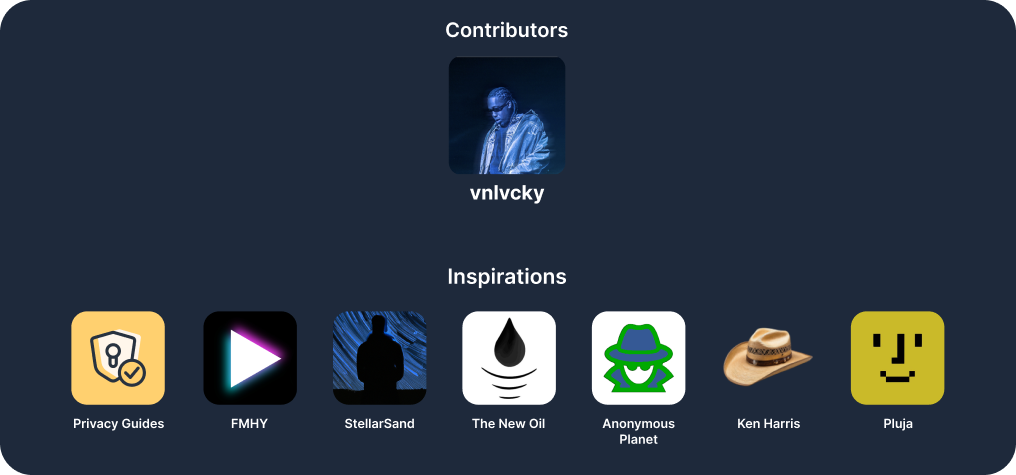 Contributors
vnlvcky
Inspirations
Privacy Guides
FMHY
StellarSand
The New Oil
Anonymous
Planet
Ken Harris
Pluja